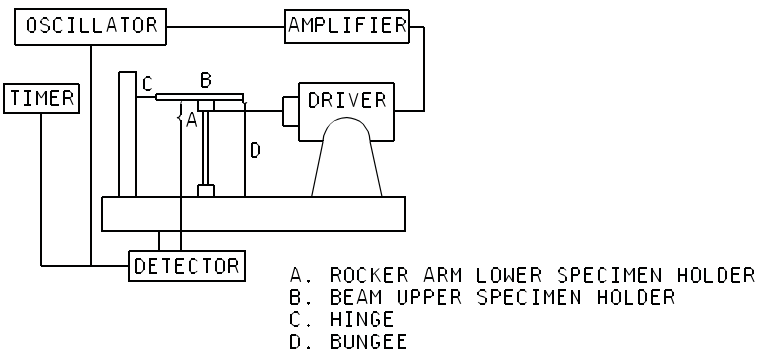 OSCILLATOR
AMPLIFIER
TIMER
C
B
A
D
DRIVER
DETECTOR
A. ROCKER ARM LOWER SPECIMEN HOLDER
B. BEAM UPPER SPECIMEN HOLDER
C. HINGE
D. BUNGEE